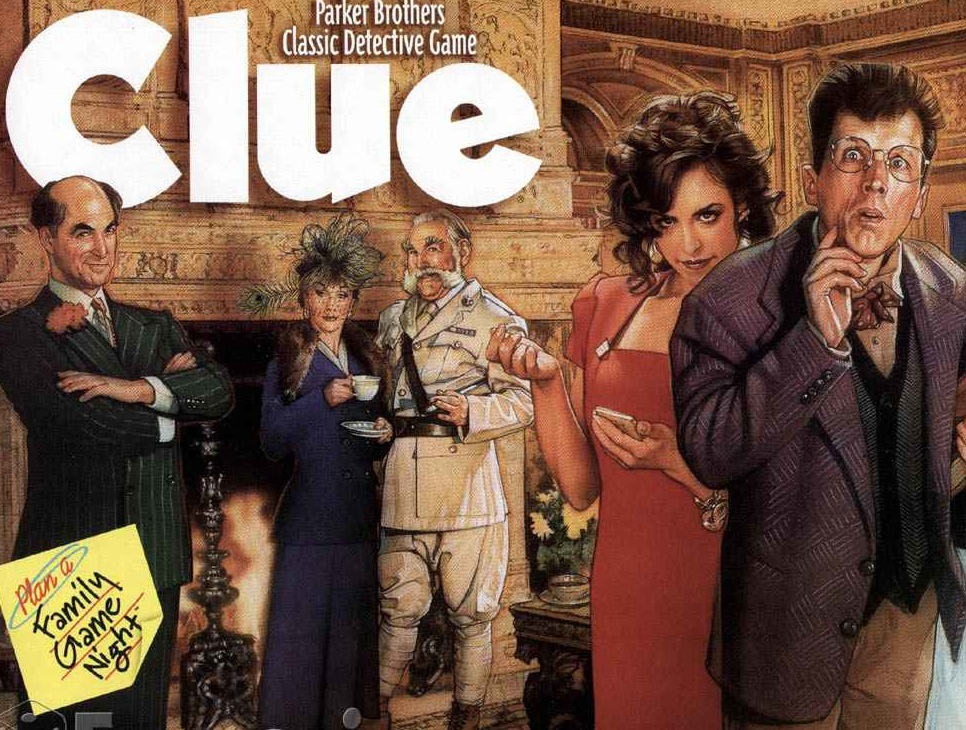 Parker Brothers
Classic Detective Game
Clue
Plan a
Family
Game
Night